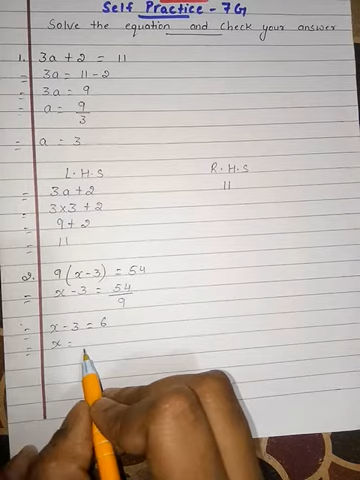 Self Practice - 7G
Solve the equation and check your answer
1. 3a + 2 = 11
= 3a = 11 - 2
= 3a = 9
= a = 9/3
= a = 3
L.H.S R.H.S
= 3a + 2 11
= 3 x 3 + 2
= 9 + 2
= 11
2. 9(x - 3) = 54
= x - 3 = 54/9
= x - 3 = 6
= x =